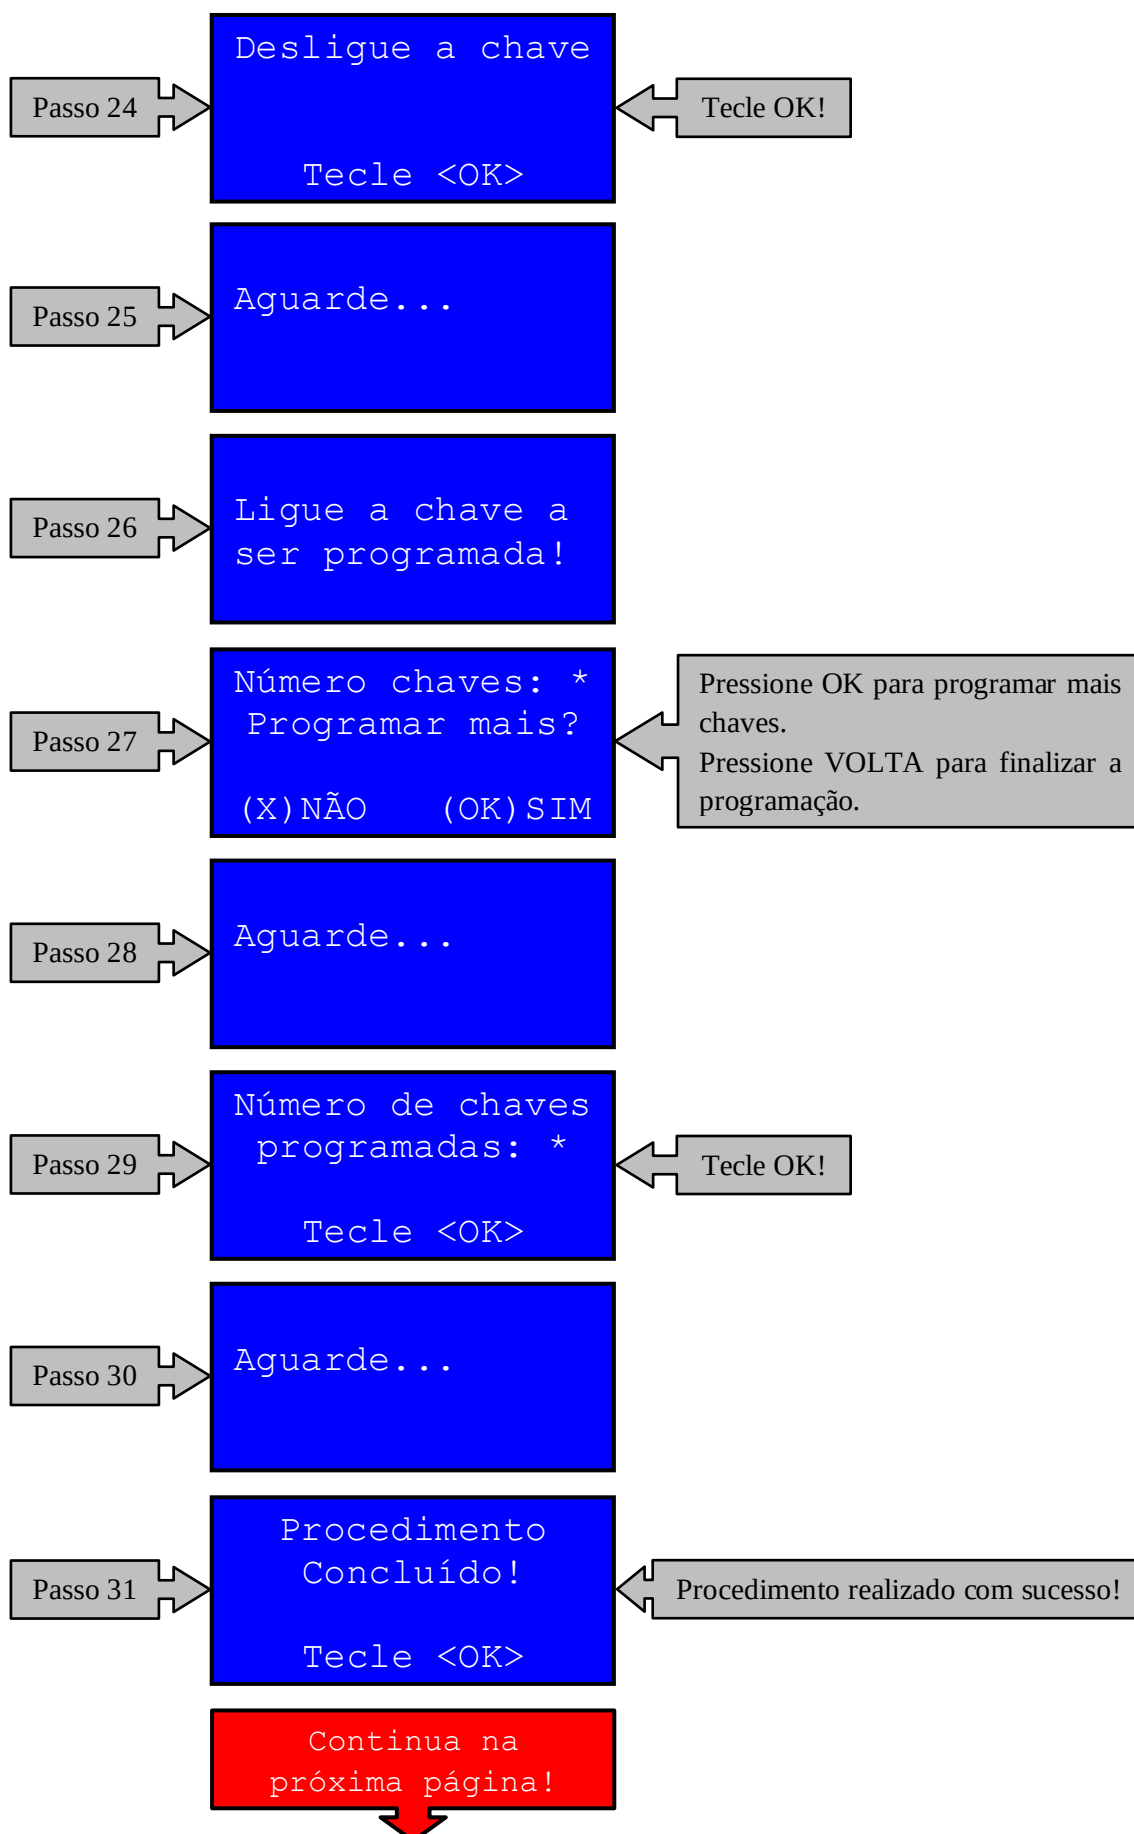 Desligue a chave
Passo 24
Tecle OK!
Tecle <OK>
Passo 25
Aguarde...
Passo 26
Ligue a chave a
ser programada!
Passo 27
Número chaves: *
Programar mais?
(X)NÃO (OK)SIM
Pressione OK para programar mais
chaves.
Pressione VOLTA para finalizar a
programação.
Passo 28
Aguarde...
Passo 29
Número de chaves
programadas: *
Tecle <OK>
Tecle OK!
Passo 30
Aguarde...
Passo 31
Procedimento
Concluído!
Tecle <OK>
Procedimento realizado com sucesso!
Continua na
próxima página!